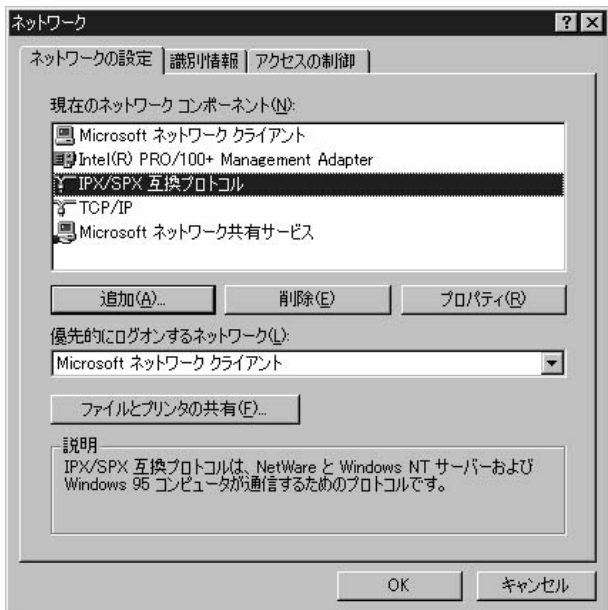 ネットワーク
ネットワークの設定 識別情報 アクセスの制御
現在のネットワーク コンポーネント(N):
Microsoft ネットワーク クライアント
Intel(R) PRO/100+ Management Adapter
IPX/SPX 互換プロトコル
TCP/IP
Microsoft ネットワーク共有サービス
追加(A)... 削除(E) プロパティ(R)
優先的にログオンするネットワーク(L):
Microsoft ネットワーク クライアント
ファイルとプリンタの共有(F)...
説明
IPX/SPX 互換プロトコルは、NetWare と Windows NT サーバーおよび
Windows 95 コンピュータが通信するためのプロトコルです。
OK キャンセル